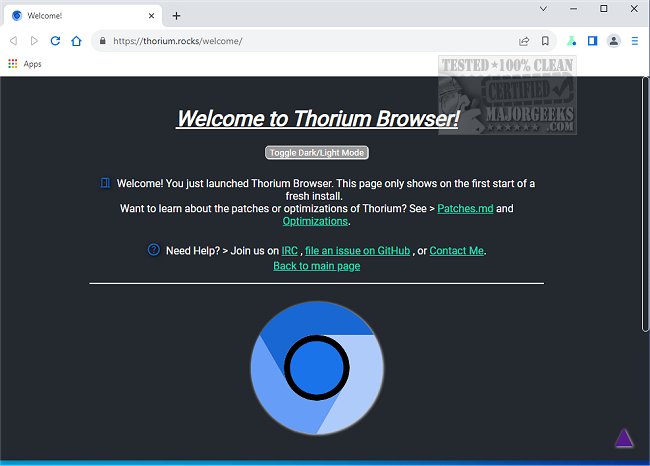 Welcome!
https://thorium.rocks/welcome/
Apps
TESTED ★ 100% CLEAN
CERTIFIED
MAJORGEEKS
.COM
Welcome to Thorium Browser!
Toggle Dark/Light Mode
Welcome! You just launched Thorium Browser. This page only shows on the first start of a
fresh install.
Want to learn about the patches or optimizations of Thorium? See > Patches.md and
Optimizations.
Need Help? > Join us on IRC , file an issue on GitHub , or Contact Me.
Back to main page